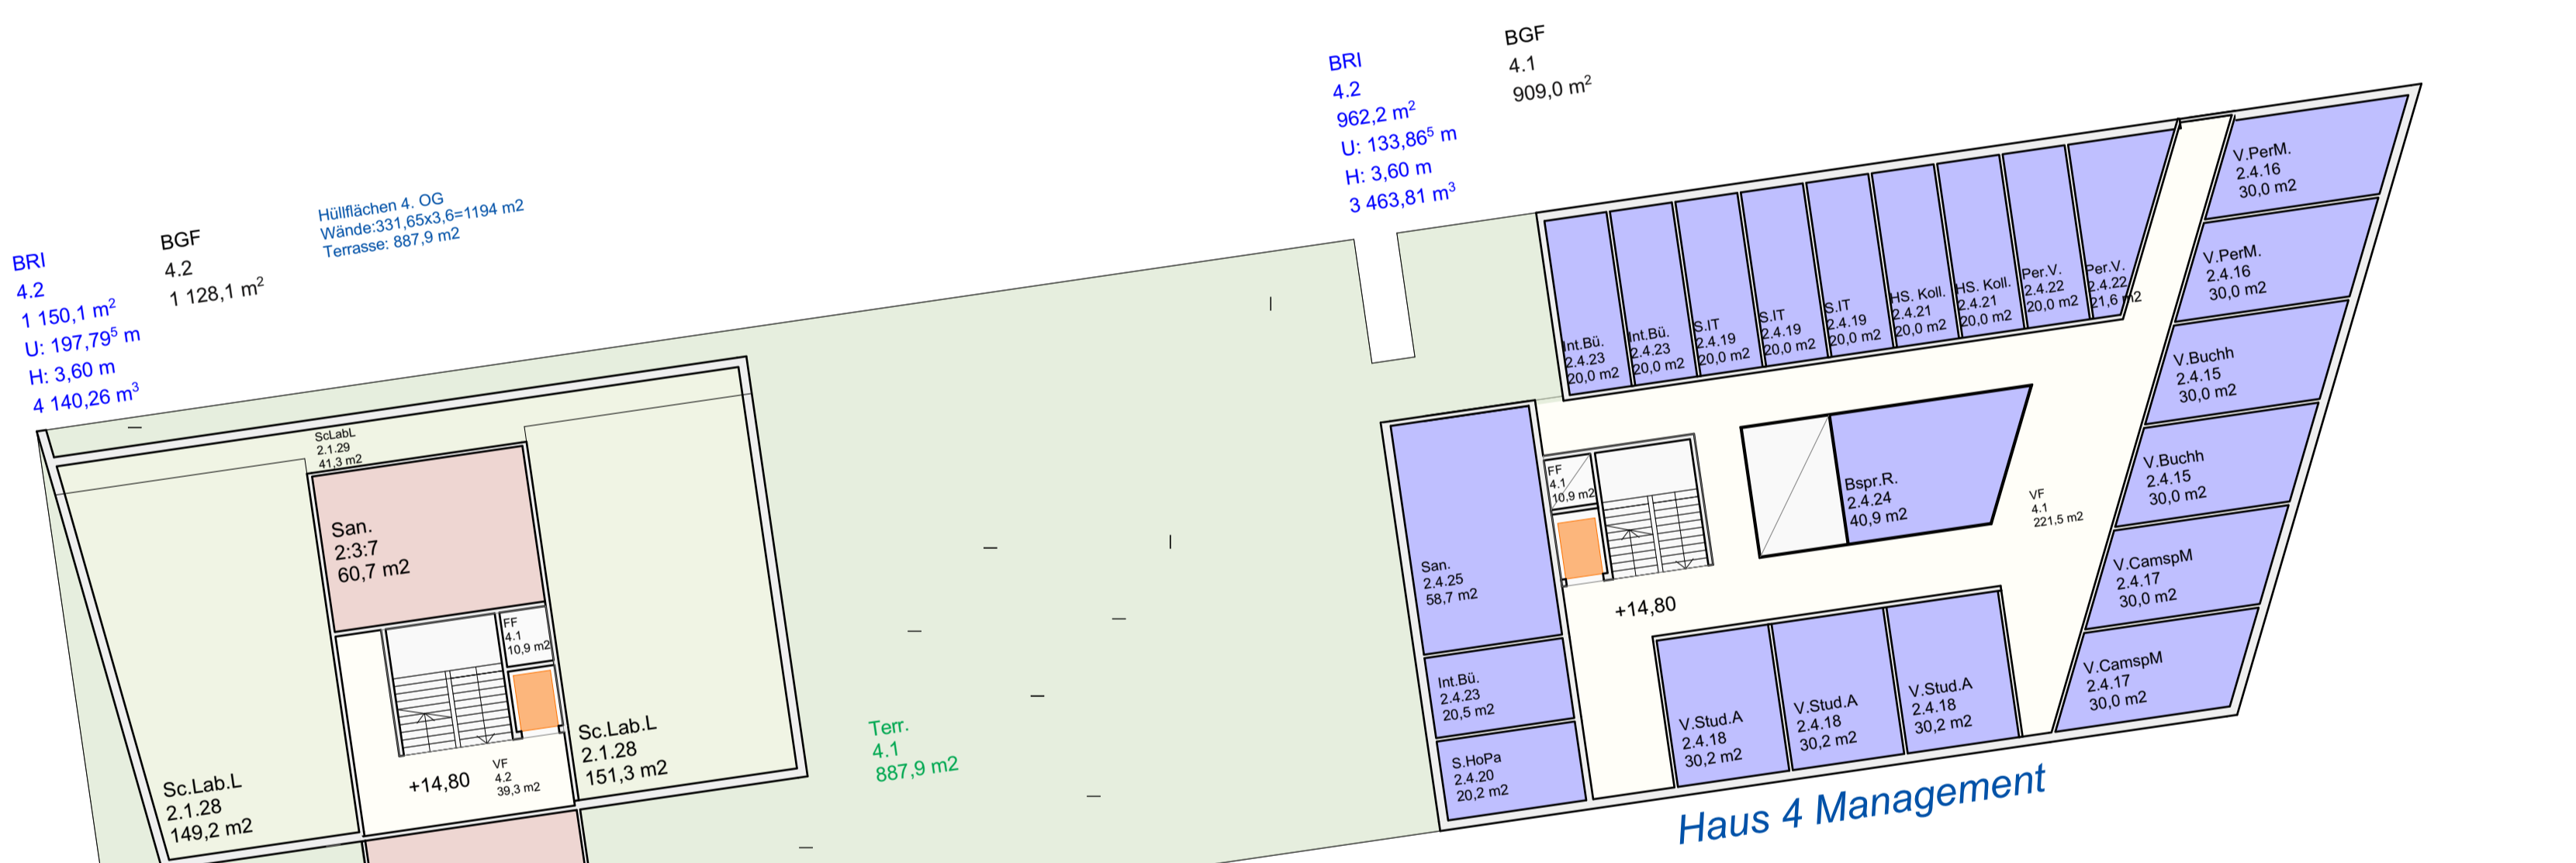 BRI
4.2
1 150,1 m²
U: 197,79⁵ m
H: 3,60 m
4 140,26 m³
BGF
4.2
1 128,1 m²
Hüllflächen 4. OG
Wände:331,65x3,6=1194 m2
Terrasse: 887,9 m2
BRI
4.2
962,2 m²
U: 133,86⁵ m
H: 3,60 m
3 463,81 m³
BGF
4.1
909,0 m²
ScLabL
2.1.29
41,3 m2
San.
2:3:7
60,7 m2
FF
4.1
10,9 m2
Sc.Lab.L
2.1.28
149,2 m2
+14,80
VF
4.2
39,3 m2
Sc.Lab.L
2.1.28
151,3 m2
Terr.
4.1
887,9 m2
Int.Bü.
2.4.23
20,0 m2
Int.Bü.
2.4.23
20,0 m2
S.IT
2.4.19
20,0 m2
S.IT
2.4.19
20,0 m2
S.IT
2.4.19
20,0 m2
HS. Koll.
2.4.21
20,0 m2
HS. Koll.
2.4.21
20,0 m2
Per.V.
2.4.22
20,0 m2
Per.V.
2.4.22
21,6 m2
V.PerM.
2.4.16
30,0 m2
V.PerM.
2.4.16
30,0 m2
V.Buchh
2.4.15
30,0 m2
V.Buchh
2.4.15
30,0 m2
V.CamspM
2.4.17
30,0 m2
V.CamspM
2.4.17
30,0 m2
FF
4.1
10,9 m2
Bspr.R.
2.4.24
40,9 m2
VF
4.1
221,5 m2
San.
2.4.25
58,7 m2
+14,80
Int.Bü.
2.4.23
20,5 m2
S.HoPa
2.4.20
20,2 m2
V.Stud.A
2.4.18
30,2 m2
V.Stud.A
2.4.18
30,2 m2
V.Stud.A
2.4.18
30,2 m2
Haus 4 Management